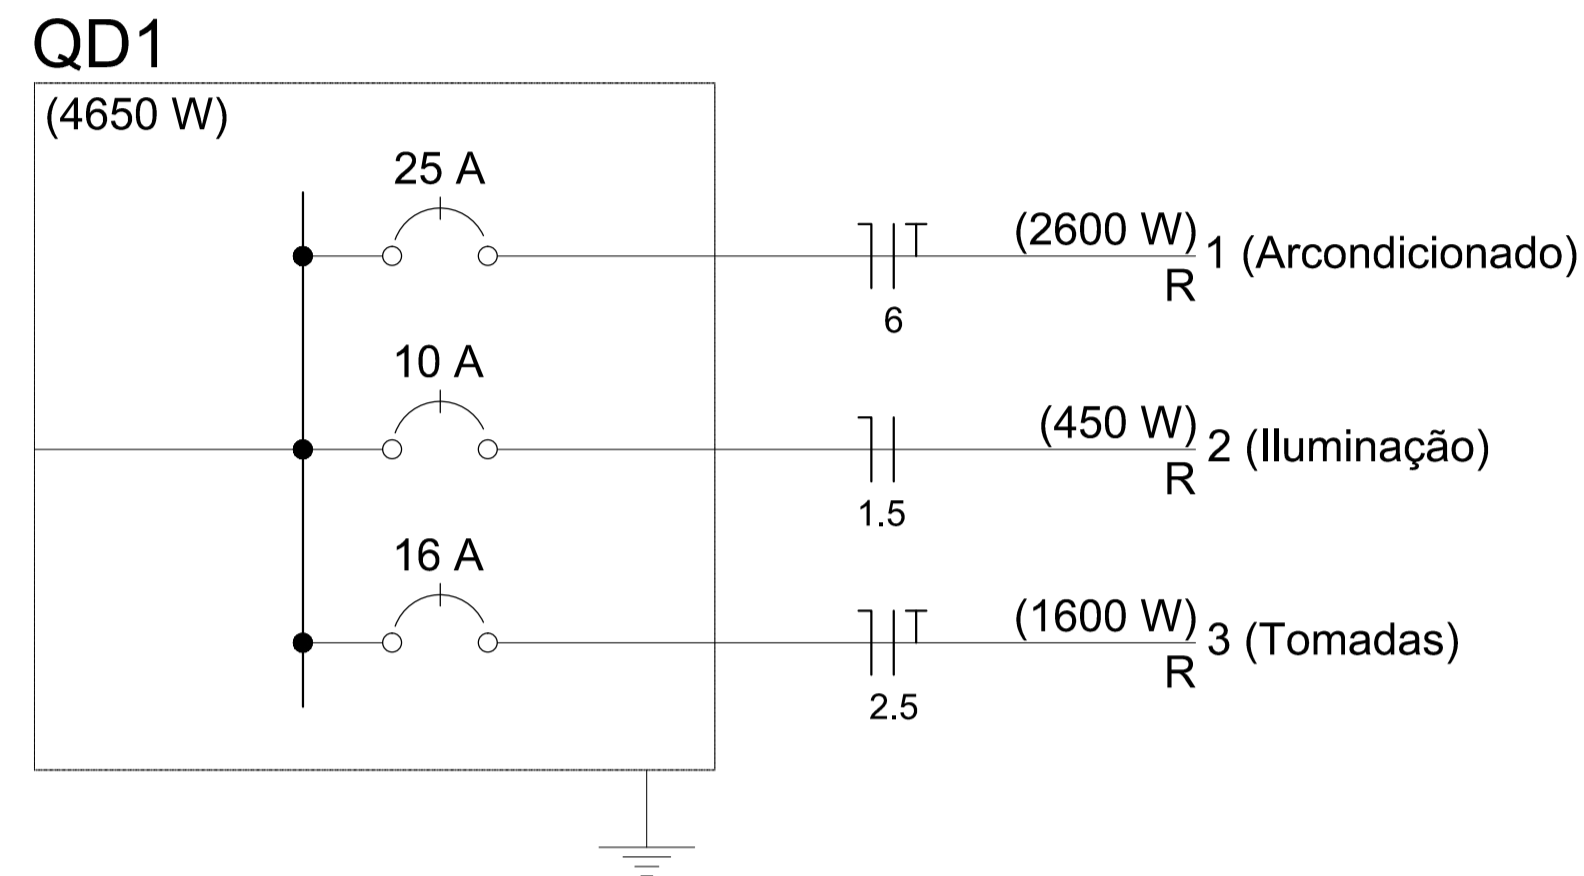 QD1
(4650 W)
25 A
(2600 W)
1 (Arcondicionado)
R
6
10 A
(450 W)
2 (Iluminação)
R
1.5
16 A
(1600 W)
3 (Tomadas)
R
2.5